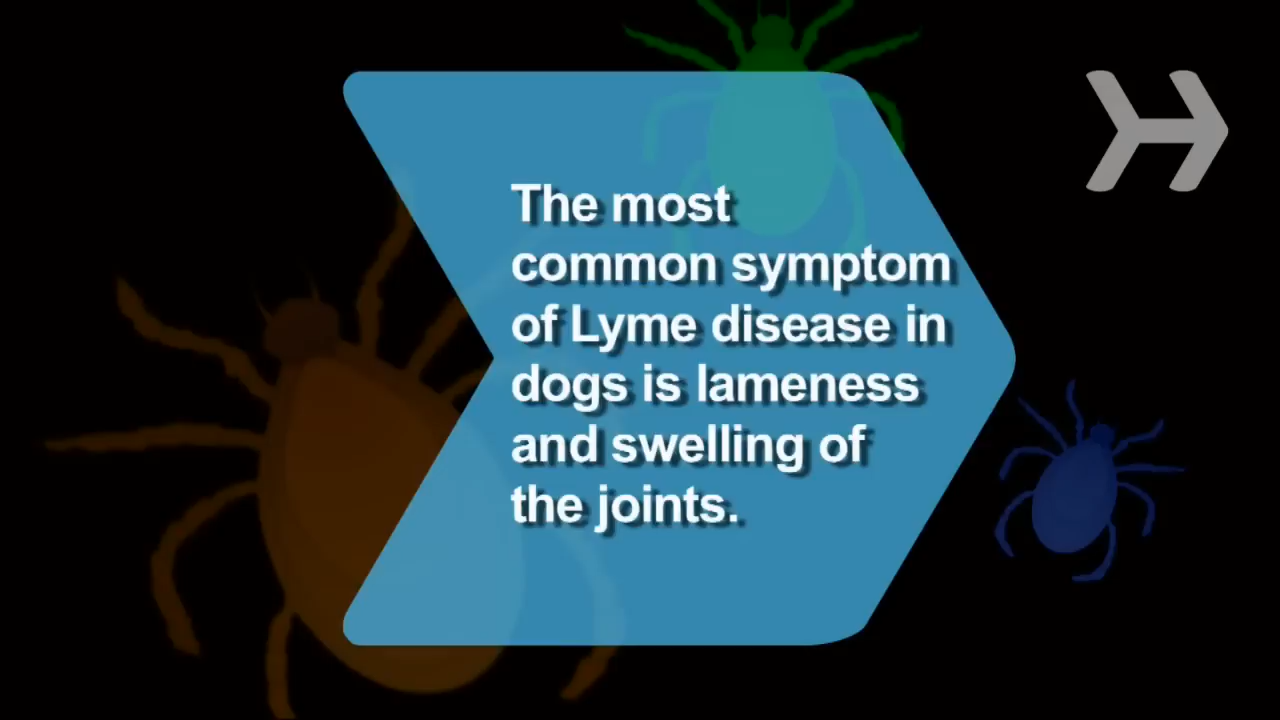 The most
common symptom
of Lyme disease in
dogs is lameness
and swelling of
the joints.